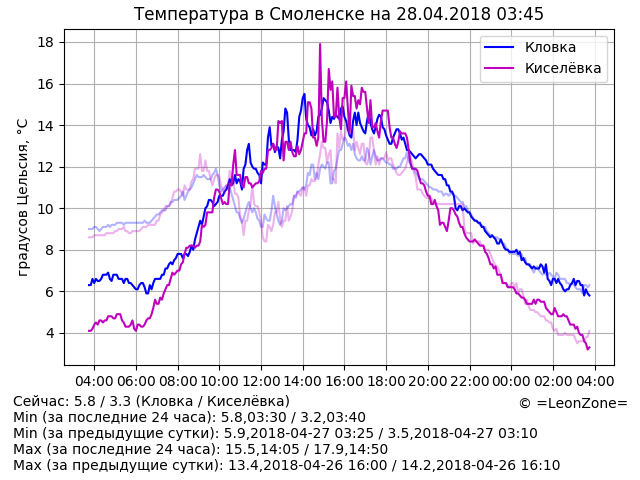 Температура в Смоленске на 28.04.2018 03:45
Кловка
Киселёвка
градусов Цельсия, °C
18
16
14
12
10
8
6
4
04:00 06:00 08:00 10:00 12:00 14:00 16:00 18:00 20:00 22:00 00:00 02:00 04:00
Сейчас: 5.8 / 3.3 (Кловка / Киселёвка)
© =LeonZone=
Min (за последние 24 часа): 5.8,03:30 / 3.2,03:40
Min (за предыдущие сутки): 5.9,2018-04-27 03:25 / 3.5,2018-04-27 03:10
Max (за последние 24 часа): 15.5,14:05 / 17.9,14:50
Max (за предыдущие сутки): 13.4,2018-04-26 16:00 / 14.2,2018-04-26 16:10